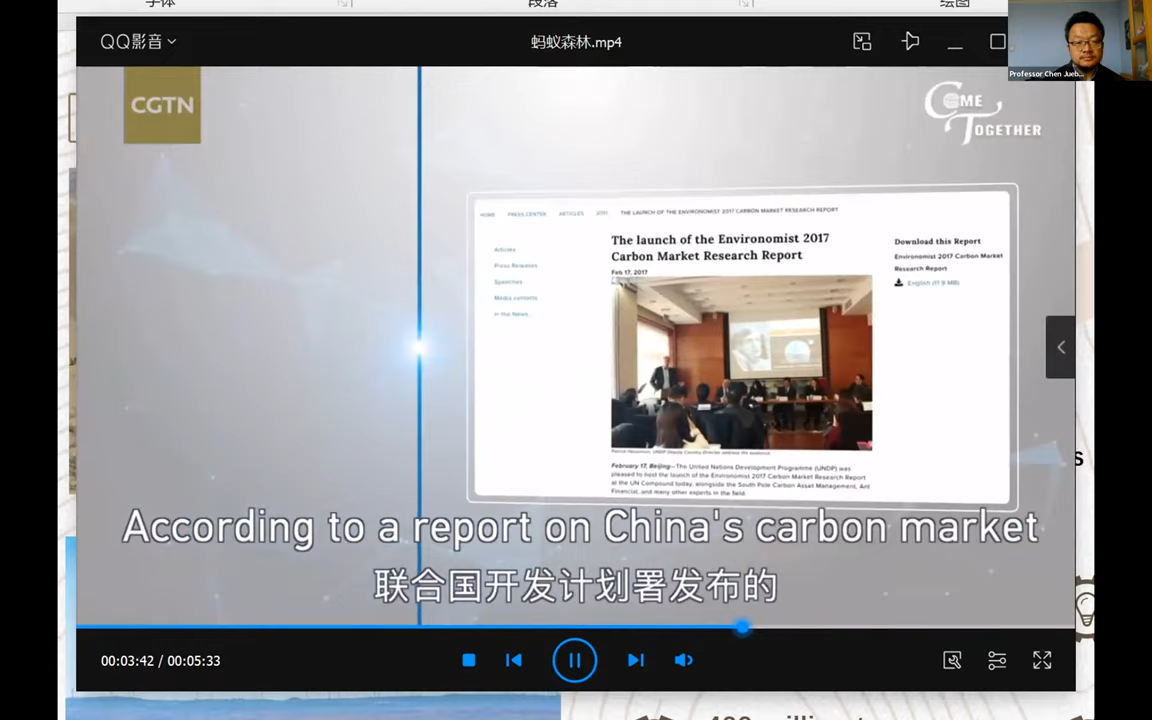 字体
段落
绘图
QQ影音
蚂蚁森林.mp4
Professor Chen Jueb...
CGTN
COME
TOGETHER
HOME PRESS CENTER ARTICLES 2017 THE LAUNCH OF THE ENVIRONOMIST 2017 CARBON MARKET RESEARCH REPORT
Articles
Press Releases
Speeches
Media contacts
In the News
The launch of the Environomist 2017
Carbon Market Research Report
Feb 17, 2017
Download this Report
Environomist 2017 Carbon Market
Research Report
English (11.9 MB)
February 17, Beijing—The United Nations Development Programme (UNDP) was
pleased to host the launch of the Environomist 2017 Carbon Market Research Report
at the UN Compound today, alongside the South Pole Carbon Asset Management, Ant
Financial, and many other experts in the field.
According to a report on China's carbon market
联合国开发计划署发布的
00:03:42 / 00:05:33
s